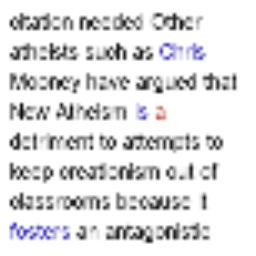 citation needed Other
atheists such as Chris
Mooney have argued that
New Atheism is a
detriment to attempts to
keep creationism out of
classrooms because it
fosters an antagonistic